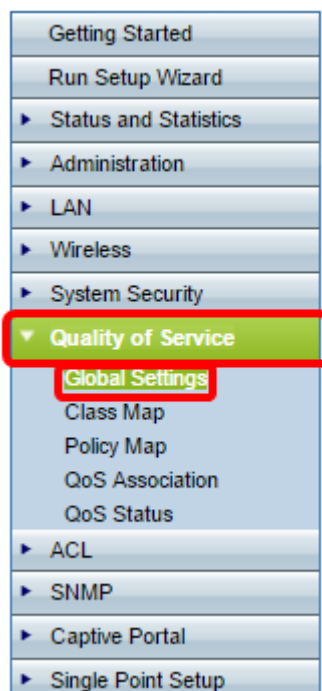 Getting Started
Run Setup Wizard
Status and Statistics
Administration
LAN
Wireless
System Security
Quality of Service
Global Settings
Class Map
Policy Map
QoS Association
QoS Status
ACL
SNMP
Captive Portal
Single Point Setup